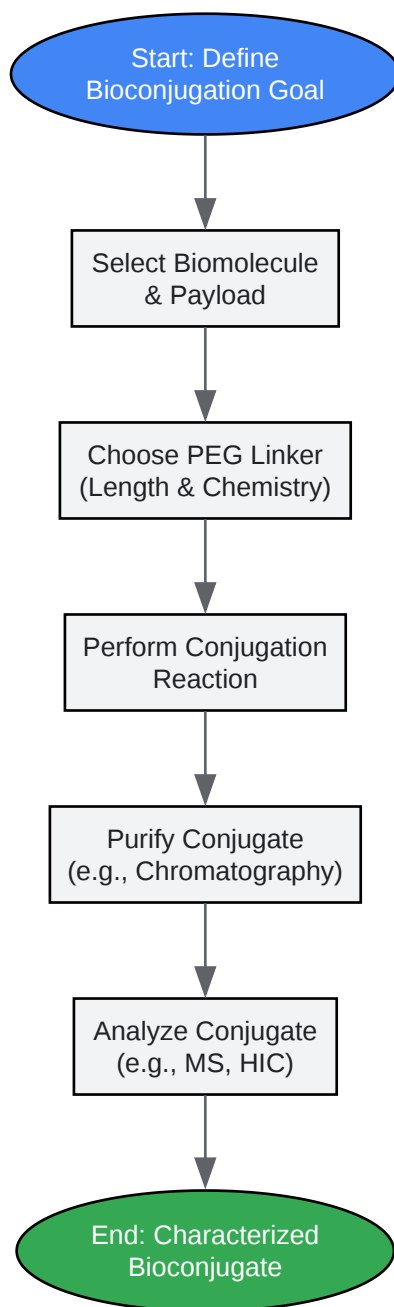 Start: Define
Bioconjugation Goal
Select Biomolecule
& Payload
Choose PEG Linker
(Length & Chemistry)
Perform Conjugation
Reaction
Purify Conjugate
(e.g., Chromatography)
Analyze Conjugate
(e.g., MS, HIC)
End: Characterized
Bioconjugate